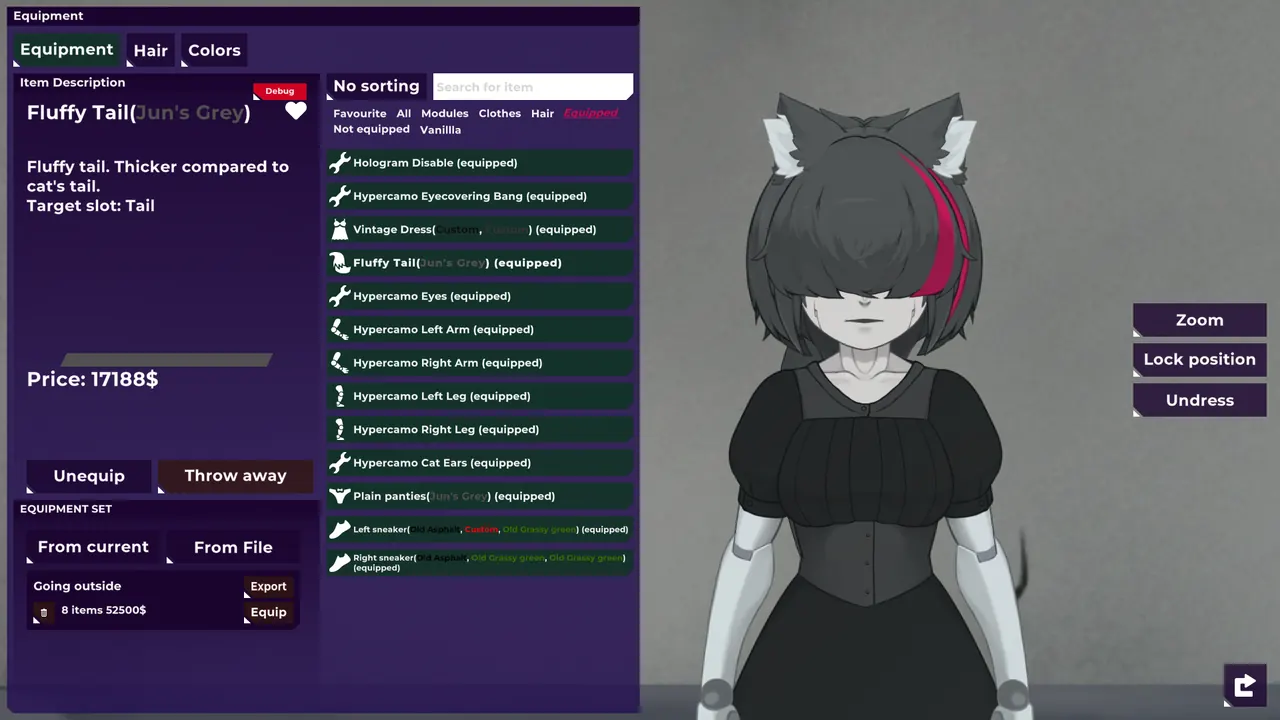 Equipment
Equipment
Hair
Colors
Item Description
Debug
Fluffy Tail(Jun's Grey)
Fluffy tail. Thicker compared to
cat's tail.
Target slot: Tail
Price: 17188$
Unequip
Throw away
EQUIPMENT SET
From current
From File
Going outside
Export
8 items 52500$
Equip
No sorting
Search for item
Favourite All Modules Clothes Hair Equipped
Not equipped Vanillla
Hologram Disable (equipped)
Hypercamo Eyecovering Bang (equipped)
Vintage Dress(Custom, Custom) (equipped)
Fluffy Tail(Jun's Grey) (equipped)
Hypercamo Eyes (equipped)
Hypercamo Left Arm (equipped)
Hypercamo Right Arm (equipped)
Hypercamo Left Leg (equipped)
Hypercamo Right Leg (equipped)
Hypercamo Cat Ears (equipped)
Plain panties(Jun's Grey) (equipped)
Left sneaker(Old Asphalt, Custom, Old Grassy green) (equipped)
Right sneaker(Old Asphalt, Old Grassy green, Old Grassy green)
(equipped)
Zoom
Lock position
Undress